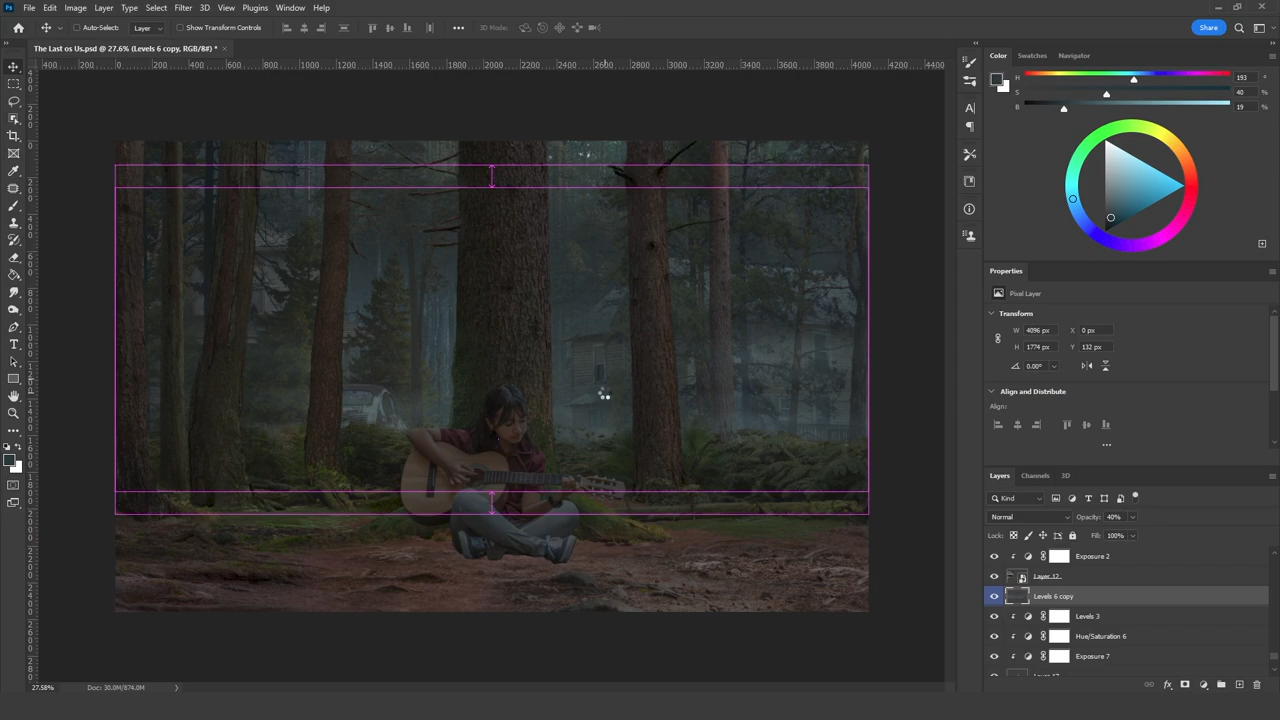 Ps File Edit Image Layer Type Select Filter 3D View Plugins Window Help
Auto-Select: Layer Show Transform Controls 3D Mode: Share
The Last os Us.psd @ 27.6% (Levels 6 copy, RGB/8#) *
400 200 0 200 400 600 800 1000 1200 1400 1600 1800 2000 2200 2400 2600 2800 3000 3200 3400 3600 3800 4000 4200 4400
Color Swatches Navigator
H 193 °
S 40 %
B 19 %
Properties
Pixel Layer
Transform
W 4096 px X 0 px
H 1774 px Y 132 px
0.00°
Align and Distribute
Align:
Layers Channels 3D
Kind
Normal Opacity: 40%
Lock: Fill: 100%
Exposure 2
Layer 12
Levels 6 copy
Levels 3
Hue/Saturation 6
Exposure 7
27.58% Doc: 30.0M/874.0M